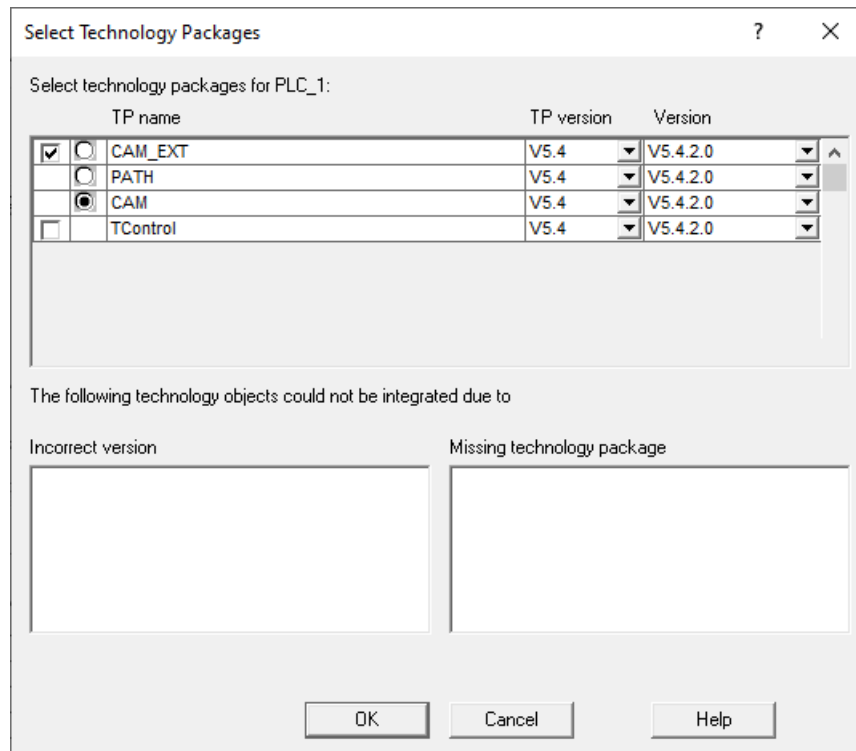 Select Technology Packages ?
Select technology packages for PLC_1:
TP name TP version Version
CAM_EXT V5.4 V5.4.2.0
PATH V5.4 V5.4.2.0
CAM V5.4 V5.4.2.0
TControl V5.4 V5.4.2.0
The following technology objects could not be integrated due to
Incorrect version Missing technology package
OK Cancel Help